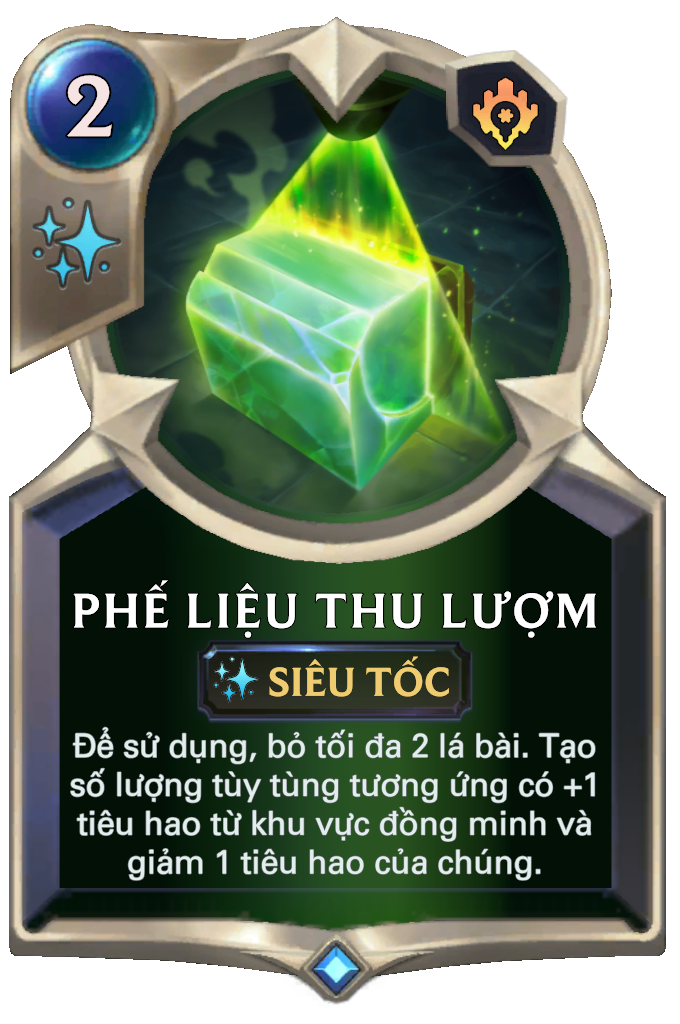 2
PHẾ LIỆU THU LƯỢM
SIÊU TỐC
Để sử dụng, bỏ tối đa 2 lá bài. Tạo
số lượng tùy tùng tương ứng có +1
tiêu hao từ khu vực đồng minh và
giảm 1 tiêu hao của chúng.